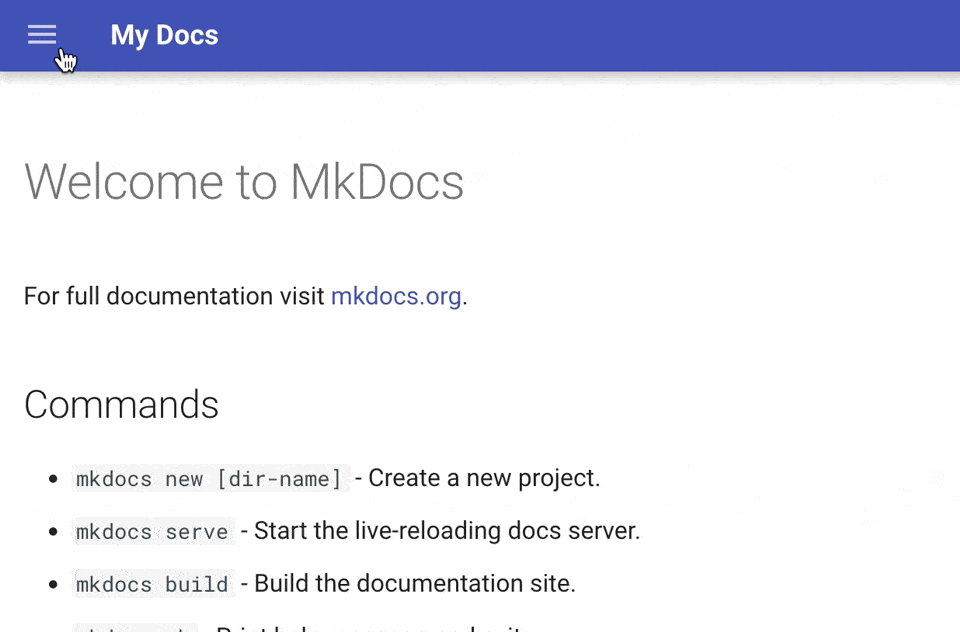 My Docs
Welcome to MkDocs
For full documentation visit mkdocs.org.
Commands
mkdocs new [dir-name] - Create a new project.
mkdocs serve - Start the live-reloading docs server.
mkdocs build - Build the documentation site.